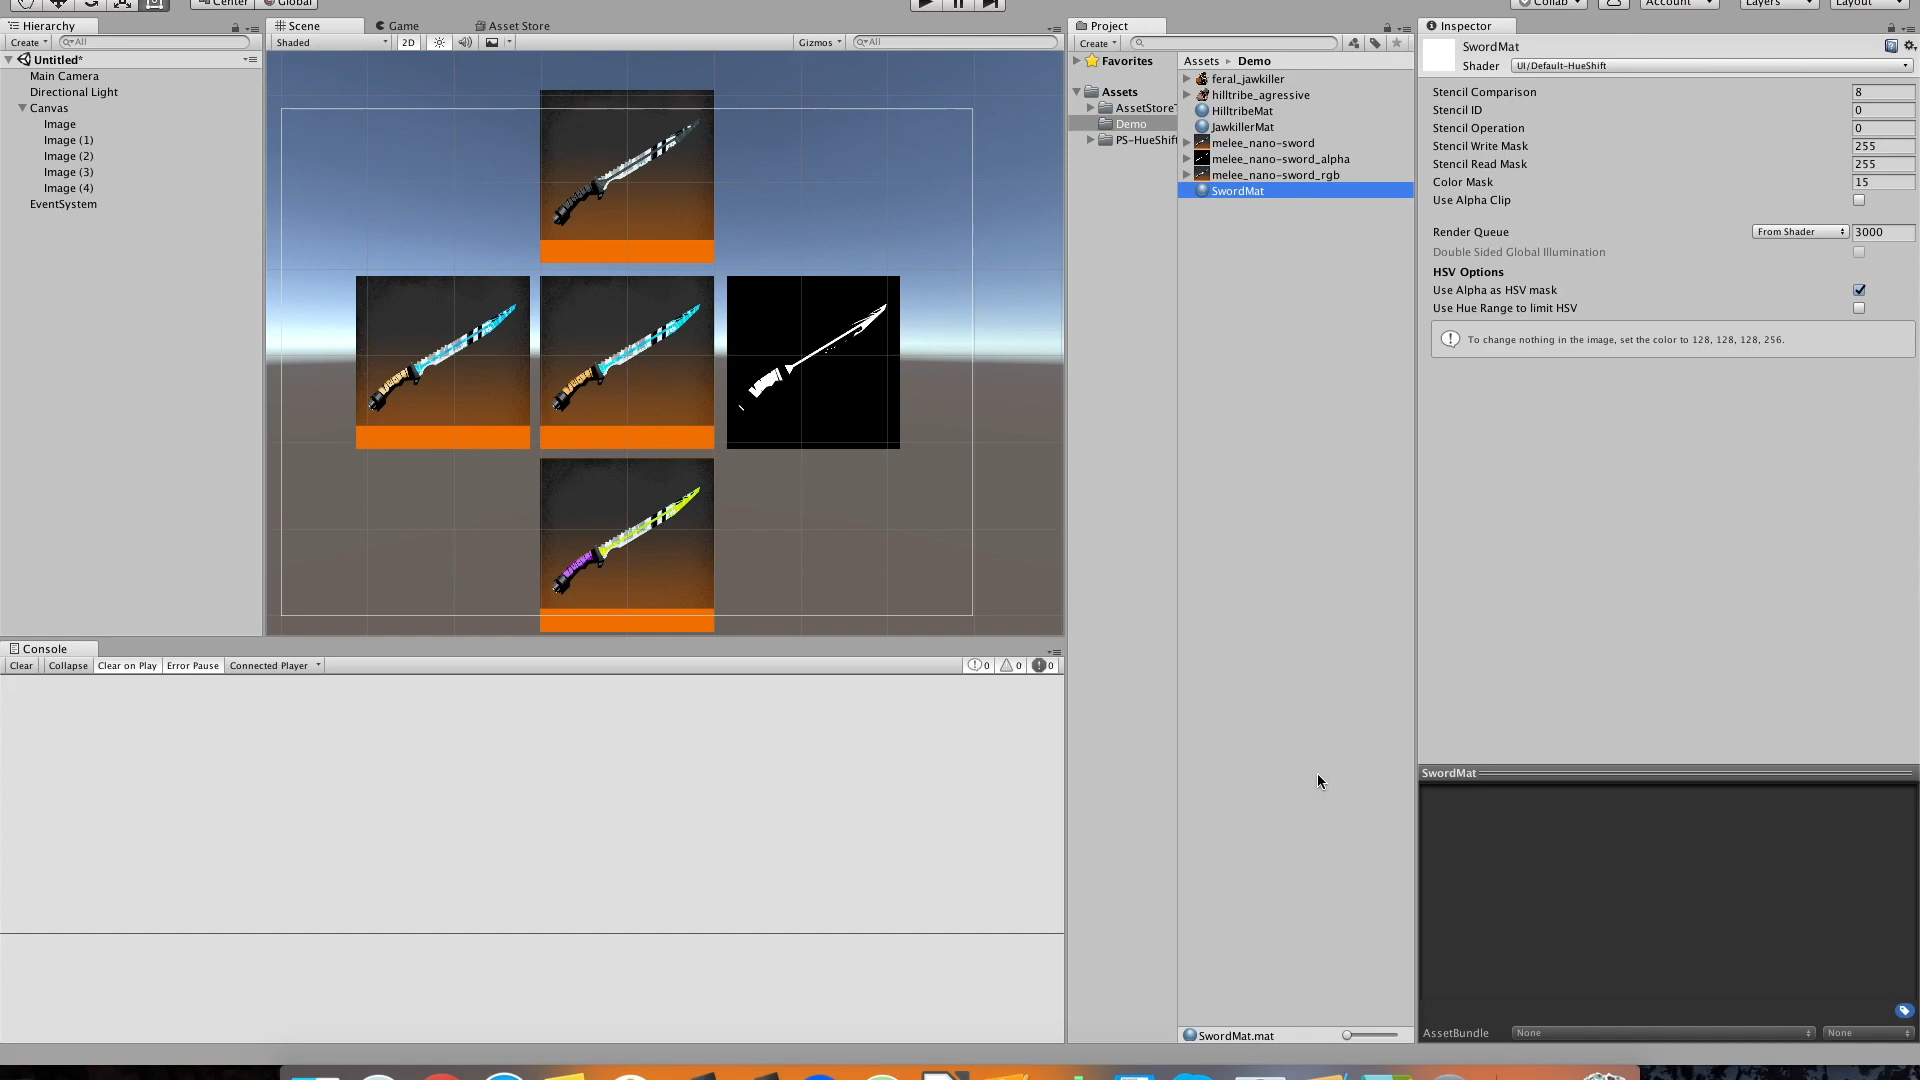 Center
Global
Collab
Account
Layers
Layout
Hierarchy
Create
All
Untitled*
Main Camera
Directional Light
Canvas
Image
Image (1)
Image (2)
Image (3)
Image (4)
EventSystem
Scene
Game
Asset Store
Shaded
2D
Gizmos
All
Console
Clear
Collapse
Clear on Play
Error Pause
Connected Player
0
0
0
Project
Create
Favorites
Assets
AssetStoreT
Demo
PS-HueShift
Assets
Demo
feral_jawkiller
hilltribe_agressive
HilltribeMat
JawkillerMat
melee_nano-sword
melee_nano-sword_alpha
melee_nano-sword_rgb
SwordMat
SwordMat.mat
Inspector
SwordMat
Shader UI/Default-HueShift
Stencil Comparison 8
Stencil ID 0
Stencil Operation 0
Stencil Write Mask 255
Stencil Read Mask 255
Color Mask 15
Use Alpha Clip
Render Queue From Shader 3000
Double Sided Global Illumination
HSV Options
Use Alpha as HSV mask
Use Hue Range to limit HSV
To change nothing in the image, set the color to 128, 128, 128, 256.
SwordMat
AssetBundle None None